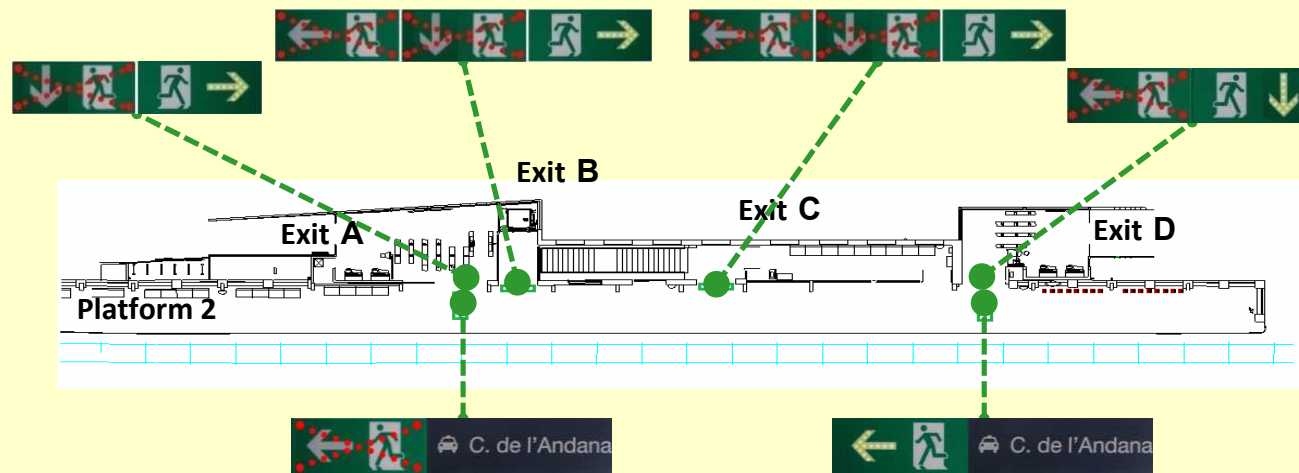 Exit B
Exit C
Exit A
Exit D
Platform 2
C. de l'Andana
C. de l'Andana